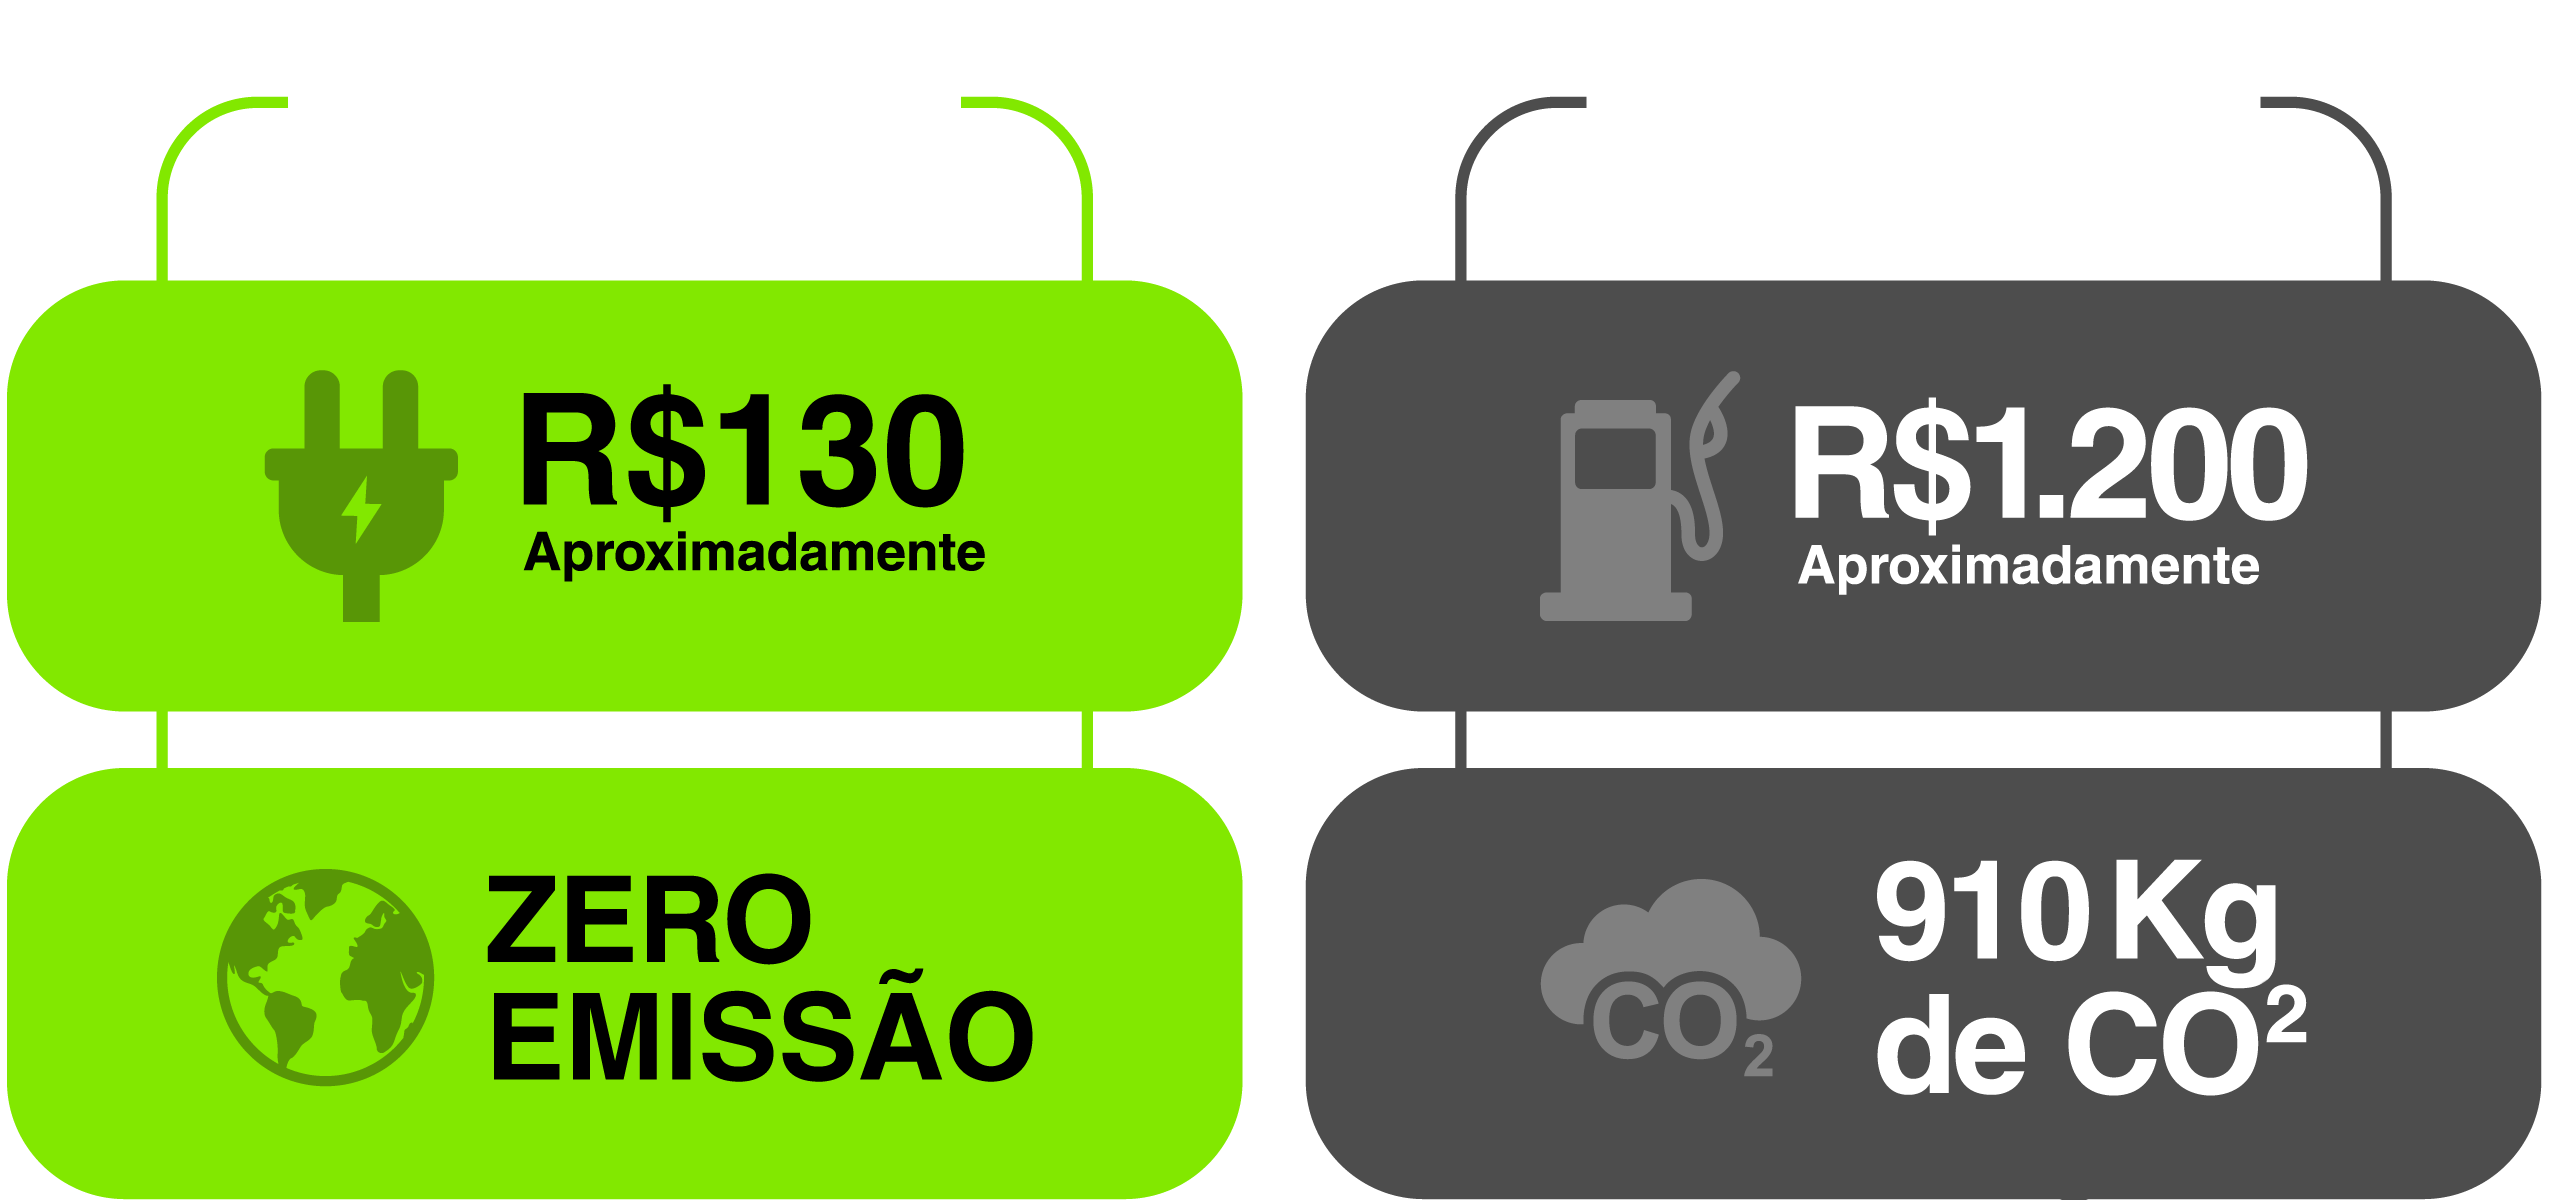 R$130
Aproximadamente
ZERO
EMISSÃO
R$1.200
Aproximadamente
CO₂
910 Kg
de CO²